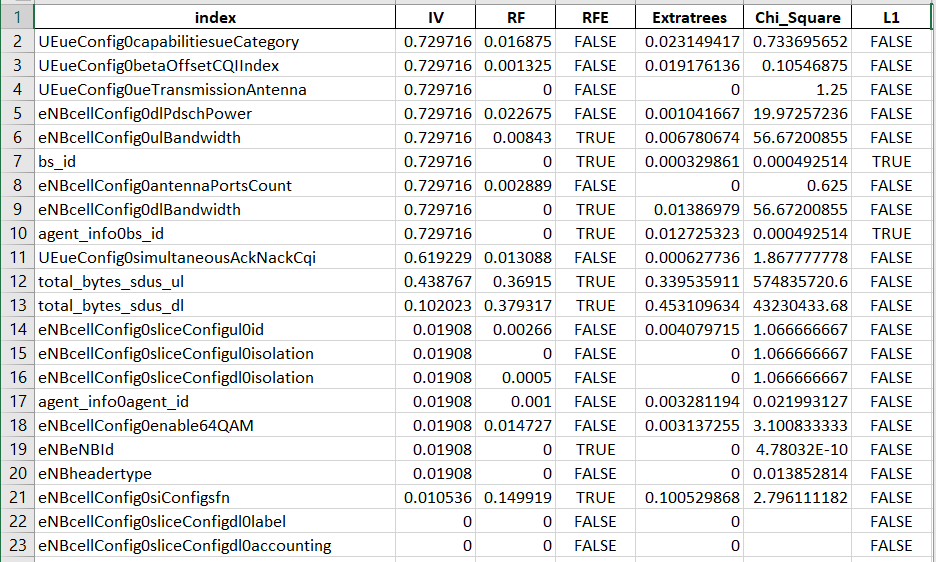 1 index IV RF RFE Extratrees Chi_Square L1
2 UEueConfig0capabilitiesueCategory 0.729716 0.016875 FALSE 0.023149417 0.733695652 FALSE
3 UEueConfig0betaOffsetCQIIndex 0.729716 0.001325 FALSE 0.019176136 0.10546875 FALSE
4 UEueConfig0ueTransmissionAntenna 0.729716 0 FALSE 0 1.25 FALSE
5 eNBcellConfig0dlPdschPower 0.729716 0.022675 FALSE 0.001041667 19.97257236 FALSE
6 eNBcellConfig0ulBandwidth 0.729716 0.00843 TRUE 0.006780674 56.67200855 FALSE
7 bs_id 0.729716 0 TRUE 0.000329861 0.000492514 TRUE
8 eNBcellConfig0antennaPortsCount 0.729716 0.002889 FALSE 0 0.625 FALSE
9 eNBcellConfig0dlBandwidth 0.729716 0 TRUE 0.01386979 56.67200855 FALSE
10 agent_info0bs_id 0.729716 0 TRUE 0.012725323 0.000492514 TRUE
11 UEueConfig0simultaneousAckNackCqi 0.619229 0.013088 FALSE 0.000627736 1.867777778 FALSE
12 total_bytes_sdus_ul 0.438767 0.36915 TRUE 0.339535911 574835720.6 FALSE
13 total_bytes_sdus_dl 0.102023 0.379317 TRUE 0.453109634 43230433.68 FALSE
14 eNBcellConfig0sliceConfigul0id 0.01908 0.00266 FALSE 0.004079715 1.066666667 FALSE
15 eNBcellConfig0sliceConfigul0isolation 0.01908 0 FALSE 0 1.066666667 FALSE
16 eNBcellConfig0sliceConfigdl0isolation 0.01908 0.0005 FALSE 0 1.066666667 FALSE
17 agent_info0agent_id 0.01908 0.001 FALSE 0.003281194 0.021993127 FALSE
18 eNBcellConfig0enable64QAM 0.01908 0.014727 FALSE 0.003137255 3.100833333 FALSE
19 eNBeNBId 0.01908 0 TRUE 0 4.78032E-10 FALSE
20 eNBheadertype 0.01908 0 FALSE 0 0.013852814 FALSE
21 eNBcellConfig0siConfigsfn 0.010536 0.149919 TRUE 0.100529868 2.796111182 FALSE
22 eNBcellConfig0sliceConfigdl0label 0 0 FALSE 0 FALSE
23 eNBcellConfig0sliceConfigdl0accounting 0 0 FALSE 0 FALSE